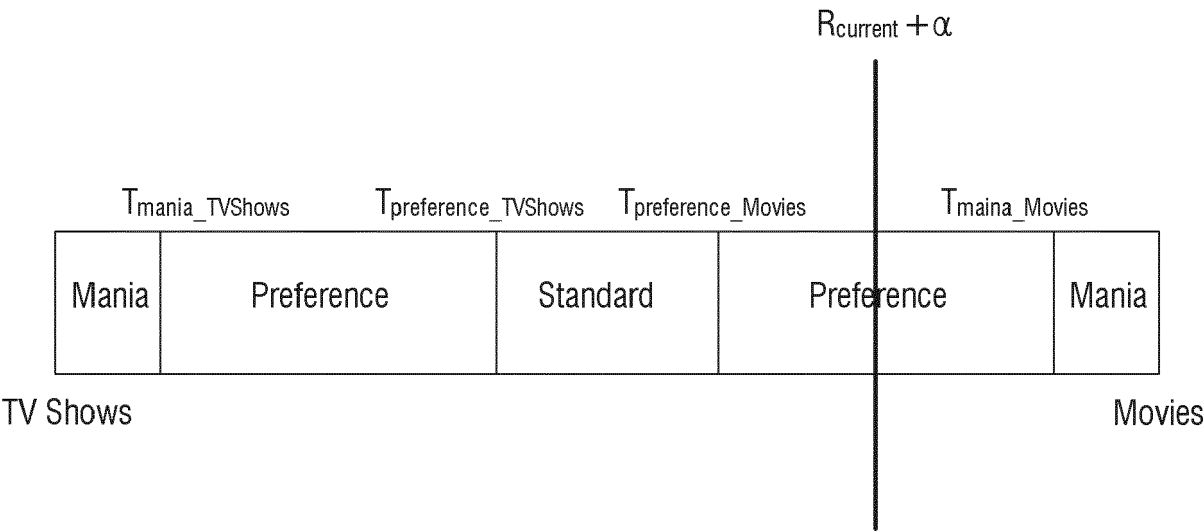 Rcurrent +α
Tmania_TVShows Tpreference_TVShows Tpreference_Movies Tmaina_Movies
Mania Preference Standard Preference Mania
TV Shows Movies